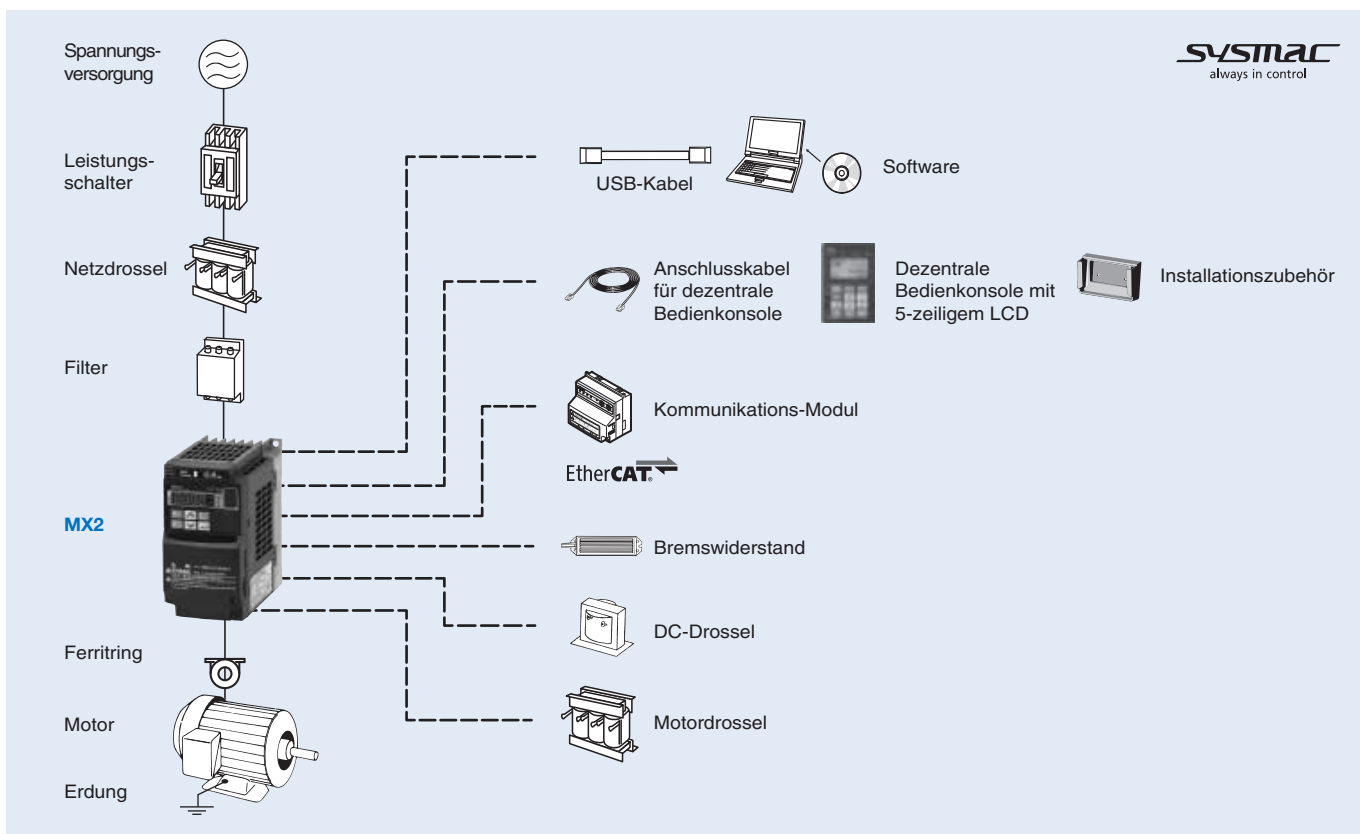 Spannungs-
versorgung
sysmac
always in control
Leistungs-
schalter
USB-Kabel
Software
Netzdrossel
Anschlusskabel
für dezentrale
Bedienkonsole
Dezentrale
Bedienkonsole mit
5-zeiligem LCD
Installationszubehör
Filter
Kommunikations-Modul
EtherCAT®
MX2
Bremswiderstand
DC-Drossel
Ferritring
Motor
Motordrossel
Erdung